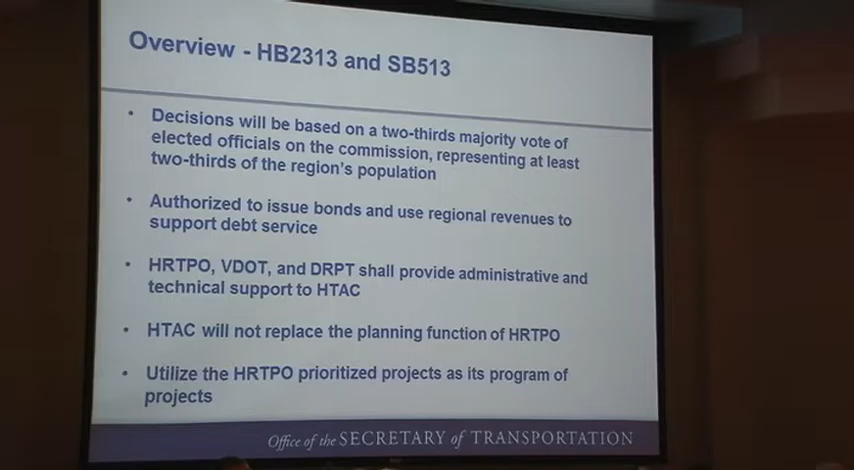 Overview - HB2313 and SB513
• Decisions will be based on a two-thirds majority vote of
elected officials on the commission, representing at least
two-thirds of the region's population
• Authorized to issue bonds and use regional revenues to
support debt service
• HRTPO, VDOT, and DRPT shall provide administrative and
technical support to HTAC
• HTAC will not replace the planning function of HRTPO
• Utilize the HRTPO prioritized projects as its program of
projects
Office of the SECRETARY of TRANSPORTATION